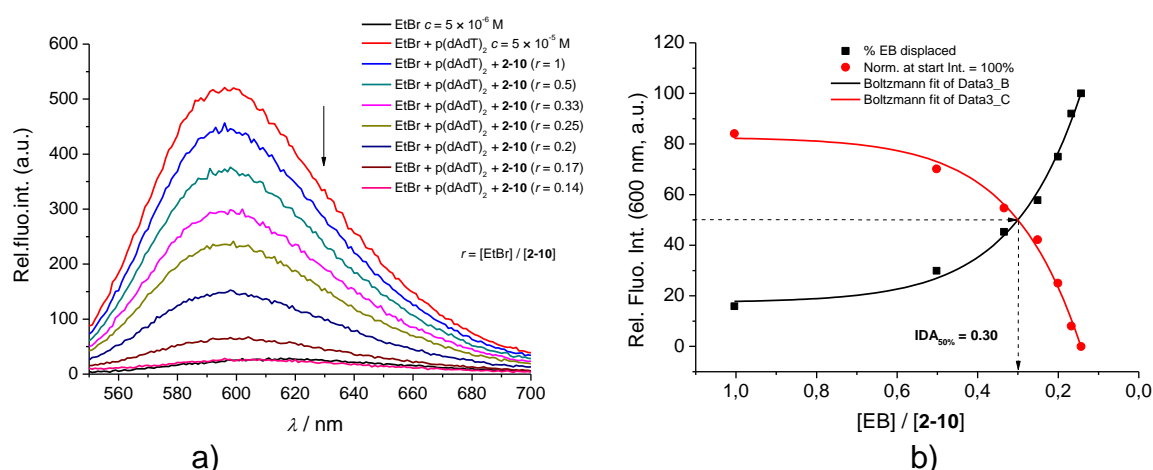 600
500
400
300
200
100
0
560 580 600 620 640 660 680 700
Rel.fluo.int. (a.u.)
λ / nm
EtBr c = 5 × 10⁻⁶ M
EtBr + p(dAdT)₂ c = 5 × 10⁻⁵ M
EtBr + p(dAdT)₂ + 2-10 (r = 1)
EtBr + p(dAdT)₂ + 2-10 (r = 0.5)
EtBr + p(dAdT)₂ + 2-10 (r = 0.33)
EtBr + p(dAdT)₂ + 2-10 (r = 0.25)
EtBr + p(dAdT)₂ + 2-10 (r = 0.2)
EtBr + p(dAdT)₂ + 2-10 (r = 0.17)
EtBr + p(dAdT)₂ + 2-10 (r = 0.14)
r = [EtBr] / [2-10]
a)
120
100
80
60
40
20
0
1,0 0,8 0,6 0,4 0,2 0,0
Rel. Fluo. Int. (600 nm, a.u.)
[EB] / [2-10]
% EB displaced
Norm. at start Int. = 100%
Boltzmann fit of Data3_B
Boltzmann fit of Data3_C
IDA₅₀% = 0.30
b)